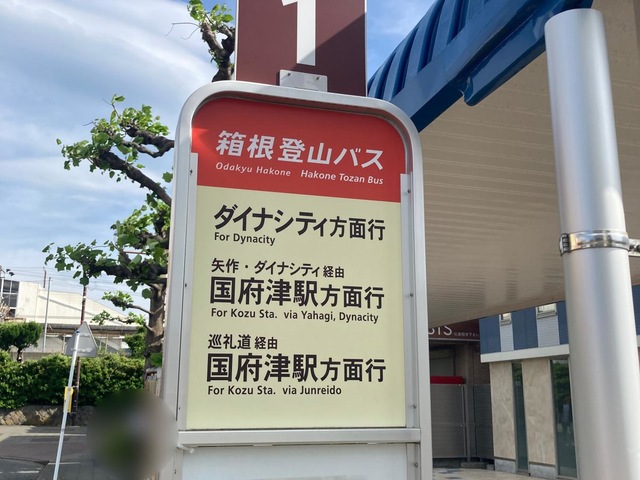 1
箱根登山バス
Odakyu Hakone Hakone Tozan Bus
ダイナシティ方面行
For Dynacity
矢作・ダイナシティ経由
国府津駅方面行
For Kozu Sta. via Yahagi, Dynacity
巡礼道 経由
国府津駅方面行
For Kozu Sta. via Junreido